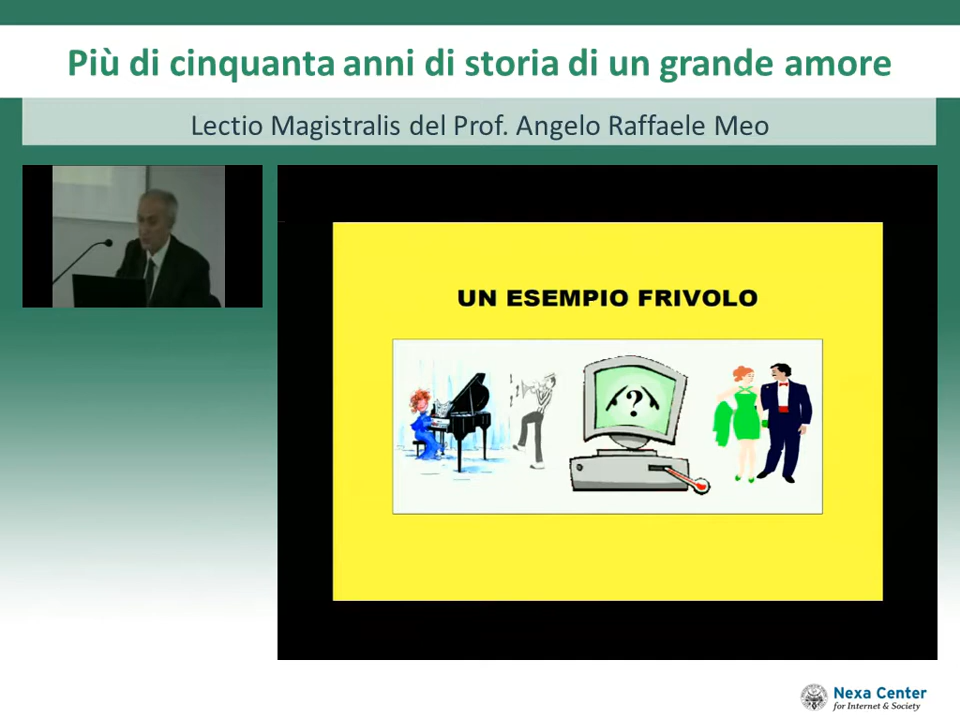 Più di cinquanta anni di storia di un grande amore
Lectio Magistralis del Prof. Angelo Raffaele Meo
UN ESEMPIO FRIVOLO
?
Nexa Center
for Internet & Society